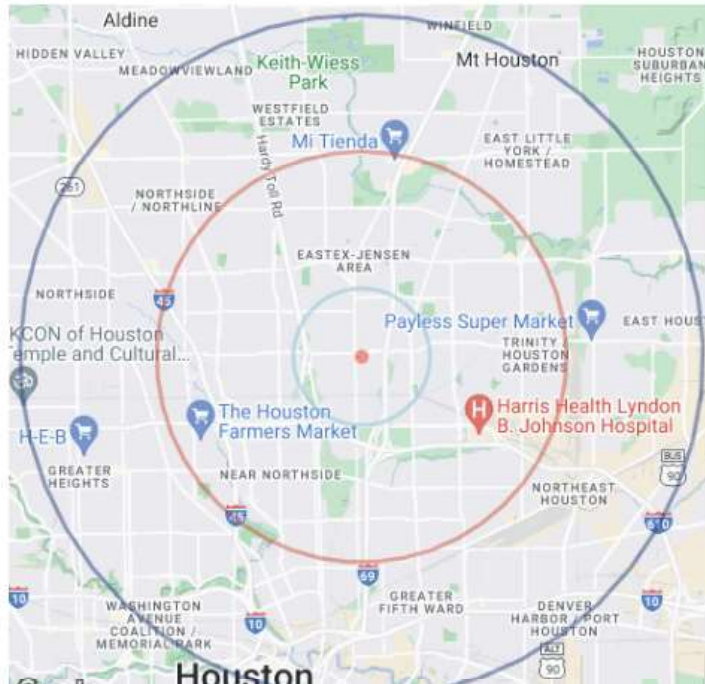 Aldine
WINFIELD
HIDDEN VALLEY
MEADOWVIEWLAND
Keith-Wiess
Park
Mt Houston
HOUSTON
SUBURBAN
HEIGHTS
WESTFIELD
ESTATES
Mi Tienda
EAST LITTLE
YORK /
HOMESTEAD
Hardy Toll Rd
261
NORTHSIDE
/ NORTHLINE
EASTEX-JENSEN
AREA
NORTHSIDE
45
Payless Super Market
EAST HOUST
KCON of Houston
emple and Cultural...
TRINITY /
HOUSTON
GARDENS
H-E-B
The Houston
Farmers Market
H
Harris Health Lyndon
B. Johnson Hospital
GREATER
HEIGHTS
NEAR NORTHSIDE
BUS
90
NORTHEAST
HOUSTON
45
610
69
10
GREATER
FIFTH WARD
10
WASHINGTON
AVENUE
COALITION /
MEMORIAL PARK
10
DENVER
HARBOR / PORT
HOUSTON
ALT
90
Houston